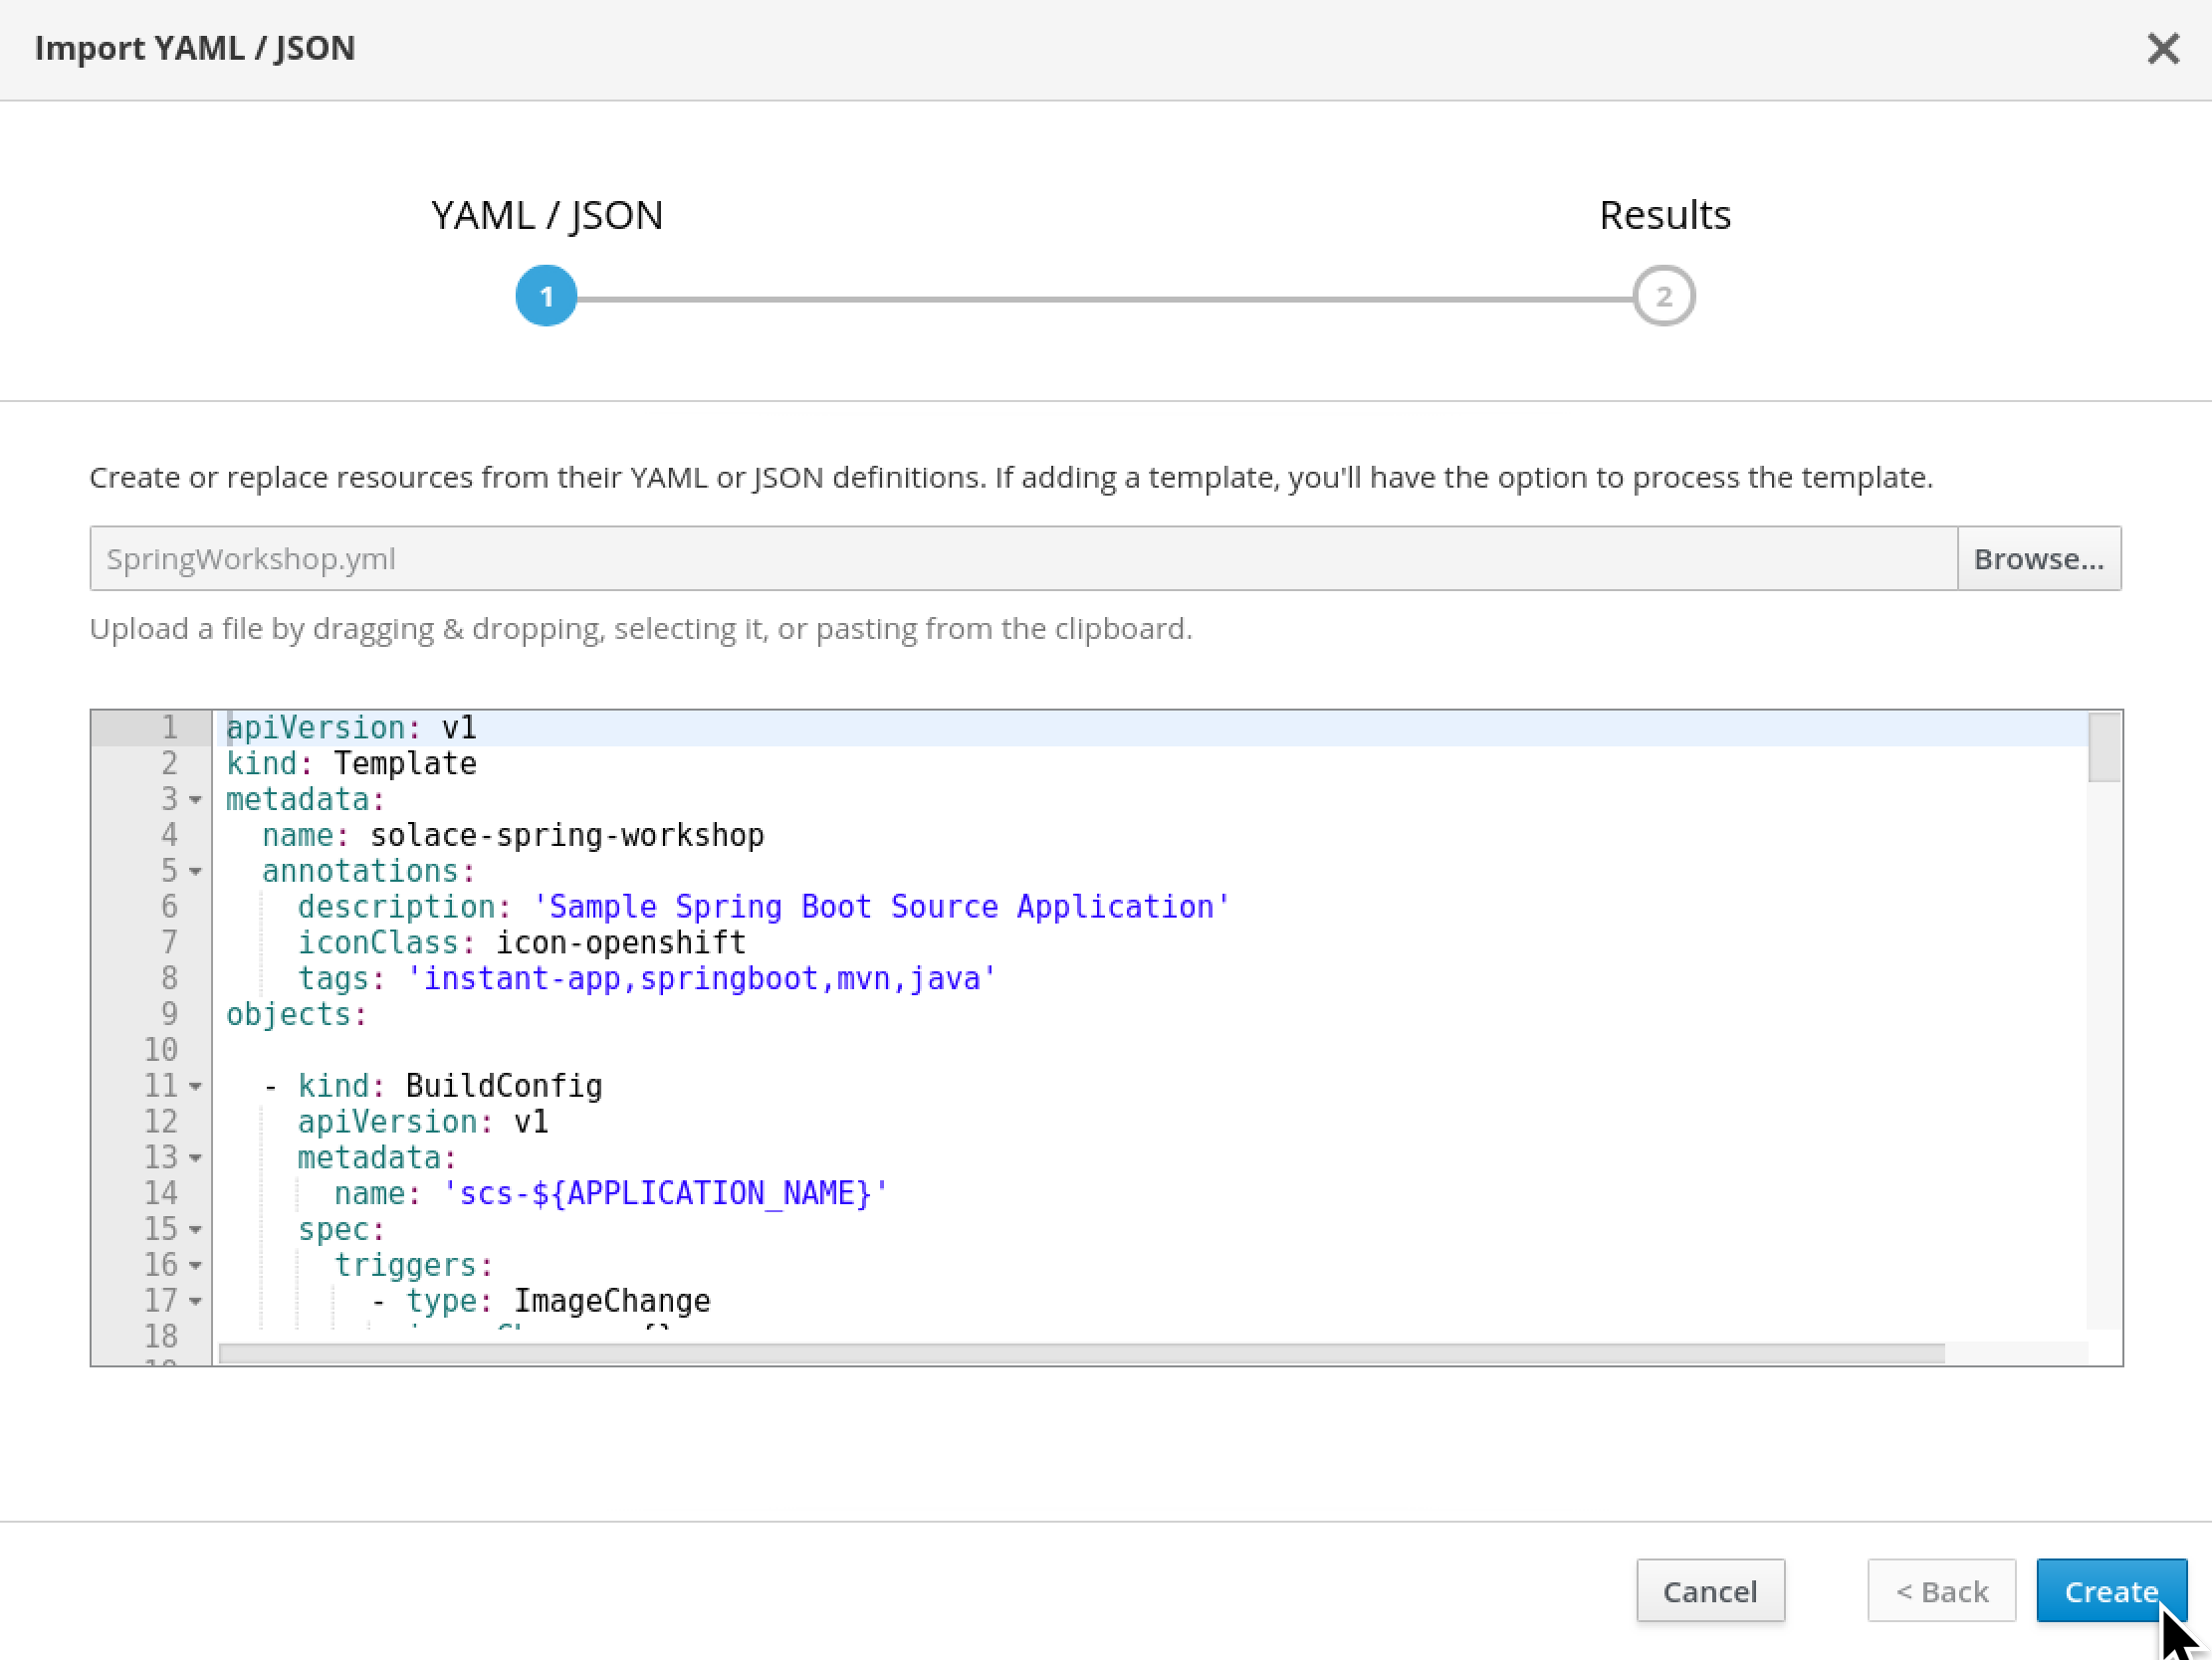 Import YAML / JSON
YAML / JSON
Results
1
2
Create or replace resources from their YAML or JSON definitions. If adding a template, you'll have the option to process the template.
SpringWorkshop.yml
Browse...
Upload a file by dragging & dropping, selecting it, or pasting from the clipboard.
1 apiVersion: v1
2 kind: Template
3 metadata:
4   name: solace-spring-workshop
5   annotations:
6     description: 'Sample Spring Boot Source Application'
7     iconClass: icon-openshift
8     tags: 'instant-app,springboot,mvn,java'
9 objects:
10
11   - kind: BuildConfig
12     apiVersion: v1
13     metadata:
14       name: 'scs-${APPLICATION_NAME}'
15     spec:
16       triggers:
17         - type: ImageChange
18
Cancel
< Back
Create